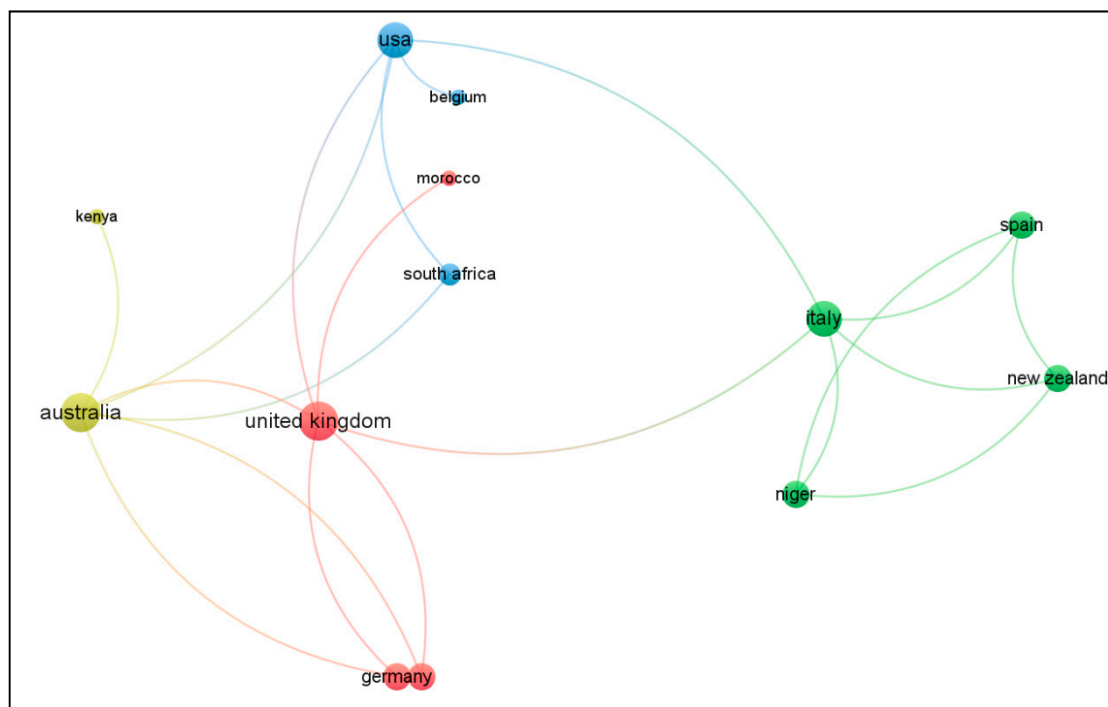 usa
belgium
morocco
kenya
spain
south africa
italy
new zealand
australia
united kingdom
niger
germany